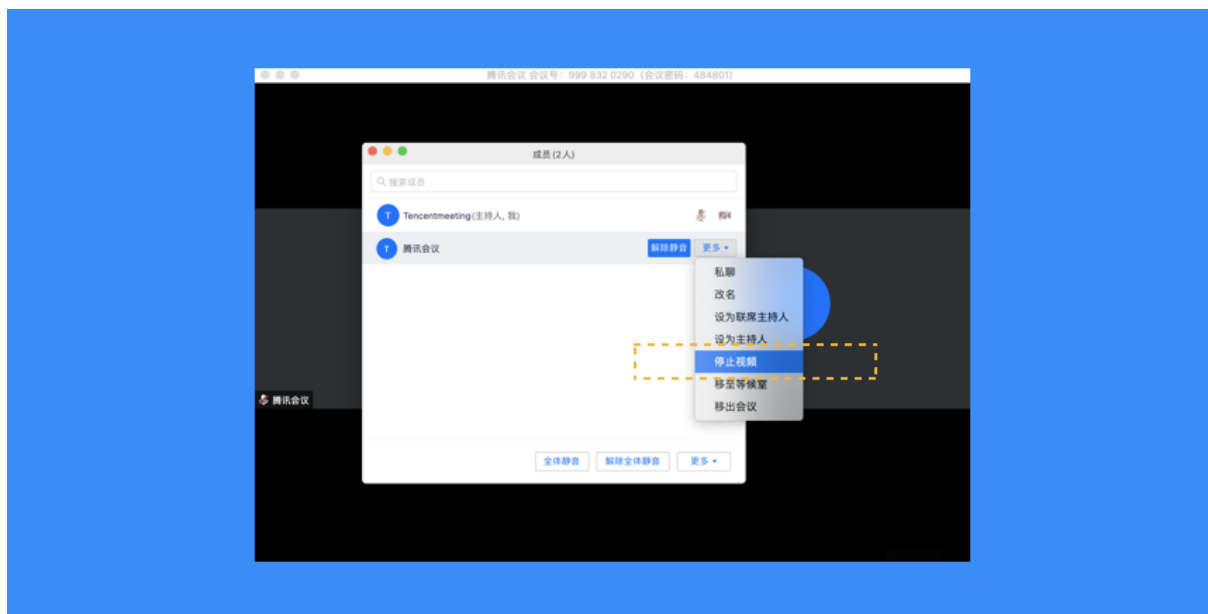 腾讯会议 会议号：999 832 0290（会议密码：484801）
成员(2人)
搜索成员
T Tencentmeeting(主持人, 我)
T 腾讯会议 解除静音 更多
私聊
改名
设为联席主持人
设为主持人
停止视频
移至等候室
移出会议
腾讯会议
全体静音 解除全体静音 更多